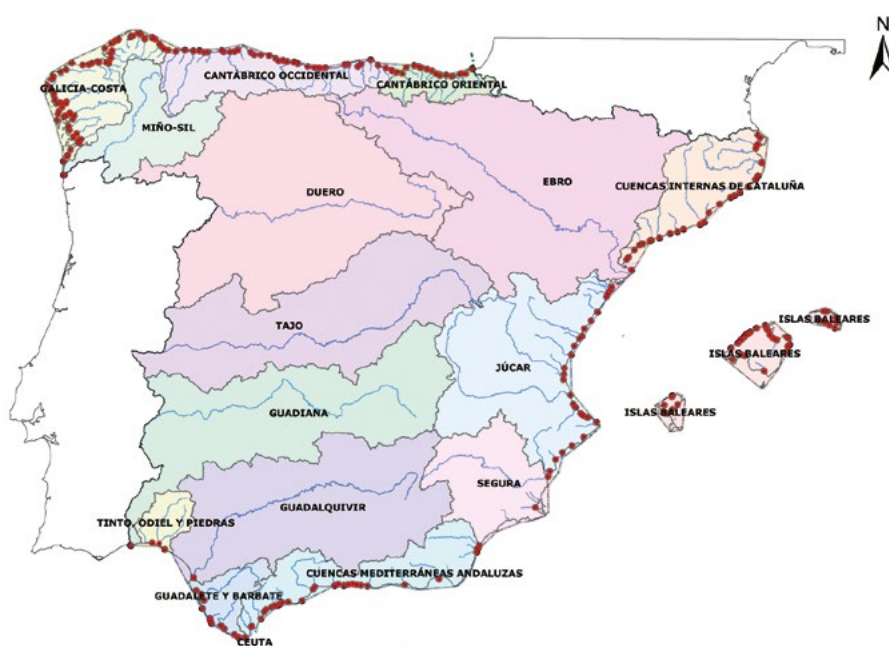 N
GALICIA-COSTA
CANTÁBRICO OCCIDENTAL
CANTÁBRICO ORIENTAL
MIÑO-SIL
DUERO
EBRO
CUENCAS INTERNAS DE CATALUÑA
TAJO
ISLAS BALEARES
ISLAS BALEARES
JÚCAR
GUADIANA
ISLAS BALEARES
SEGURA
GUADALQUIVIR
TINTO, ODIEL Y PIEDRAS
CUENCAS MEDITERRÁNEAS ANDALUZAS
GUADALETE Y BARBATE
CEUTA